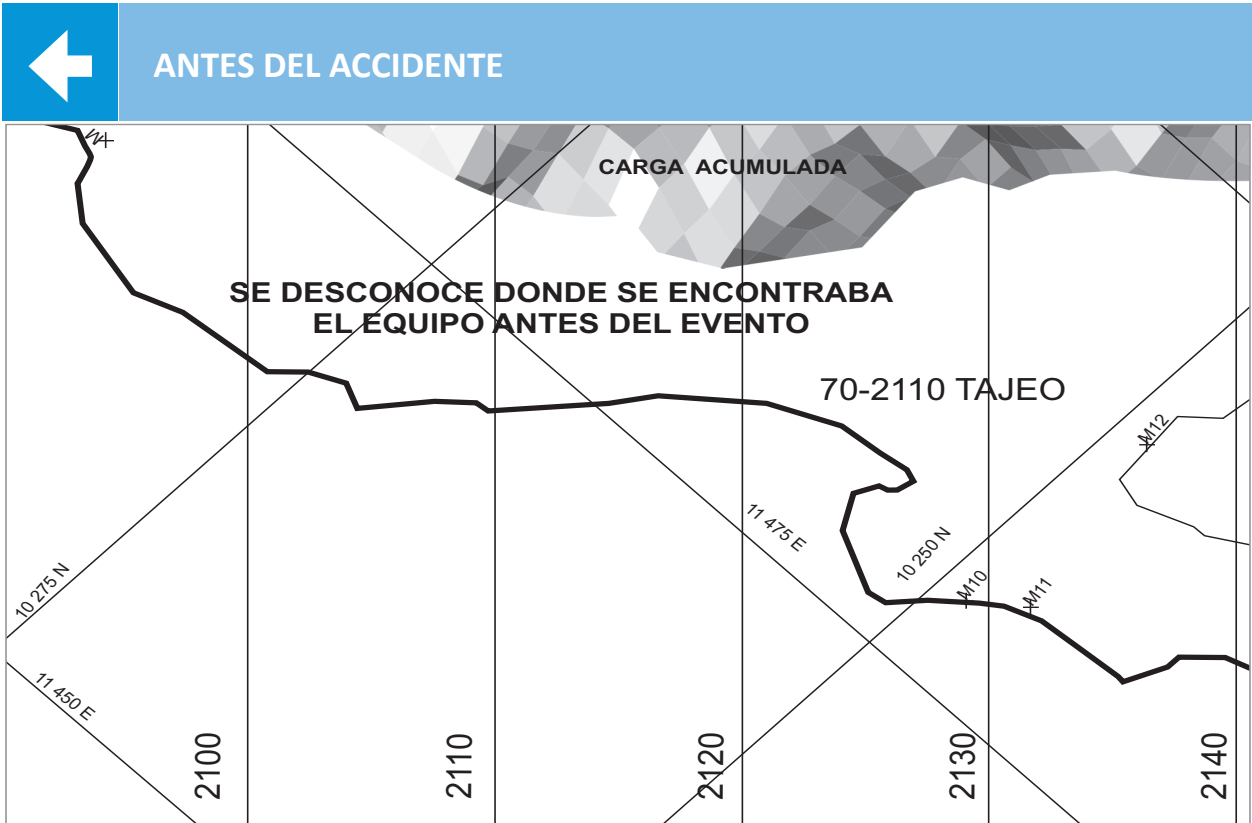 ANTES DEL ACCIDENTE
M
CARGA ACUMULADA
SE DESCONOCE DONDE SE ENCONTRABA
EL EQUIPO ANTES DEL EVENTO
70-2110 TAJEO
M12
11 475 E
10 250 N
M10
M11
10 275 N
11 450 E
2100
2110
2120
2130
2140